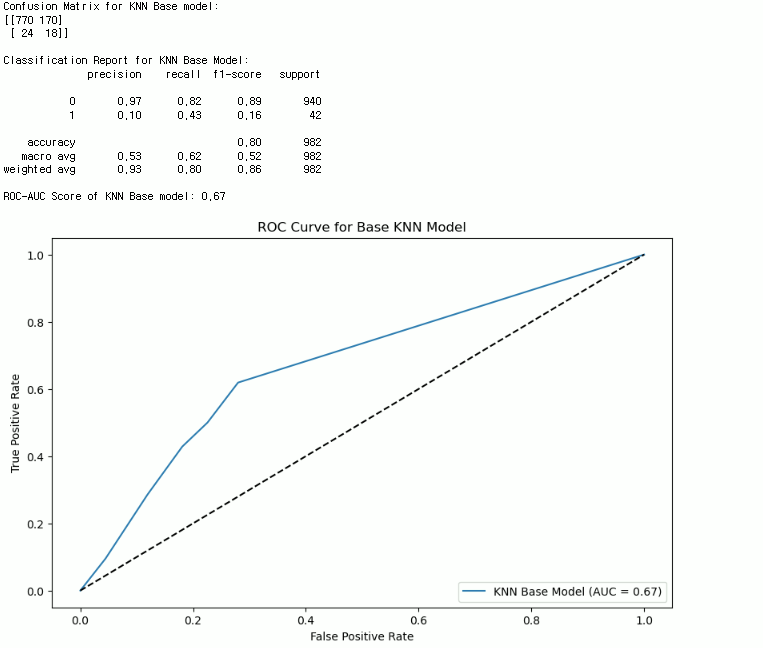 Confusion Matrix for KNN Base model:
[[770 170]
[ 24 18]]
Classification Report for KNN Base Model:
precision recall f1-score support
0 0.97 0.82 0.89 940
1 0.10 0.43 0.16 42
accuracy 0.80 982
macro avg 0.53 0.62 0.52 982
weighted avg 0.93 0.80 0.86 982
ROC-AUC Score of KNN Base model: 0.67
ROC Curve for Base KNN Model
1.0
0.8
0.6
0.4
0.2
0.0
True Positive Rate
KNN Base Model (AUC = 0.67)
0.0 0.2 0.4 0.6 0.8 1.0
False Positive Rate